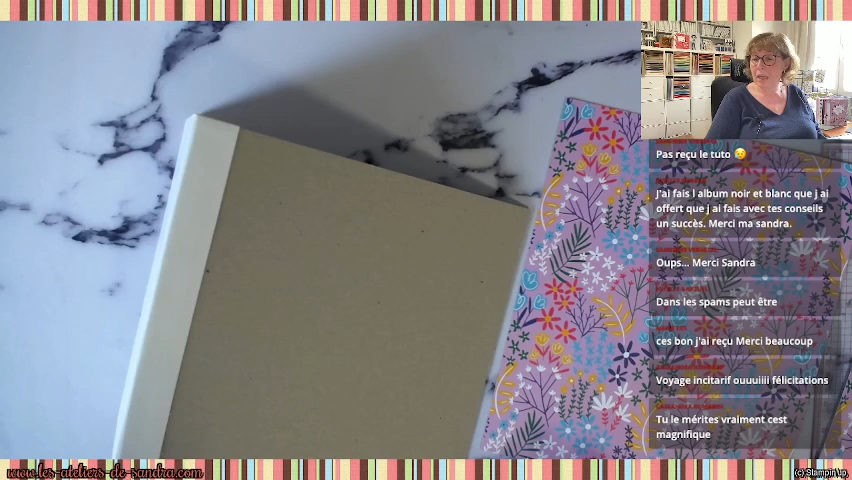 Pas reçu le tuto 😢
J'ai fais l album noir et blanc que j ai
offert que j ai fais avec tes conseils
un succès. Merci ma sandra.
Oups... Merci Sandra
Dans les spams peut être
ces bon j'ai reçu Merci beaucoup
Voyage incitarif ouuuiiii félicitations
Tu le mérites vraiment cest
magnifique
www.les-ateliers-de-sandra.com
(c) Stampin'up